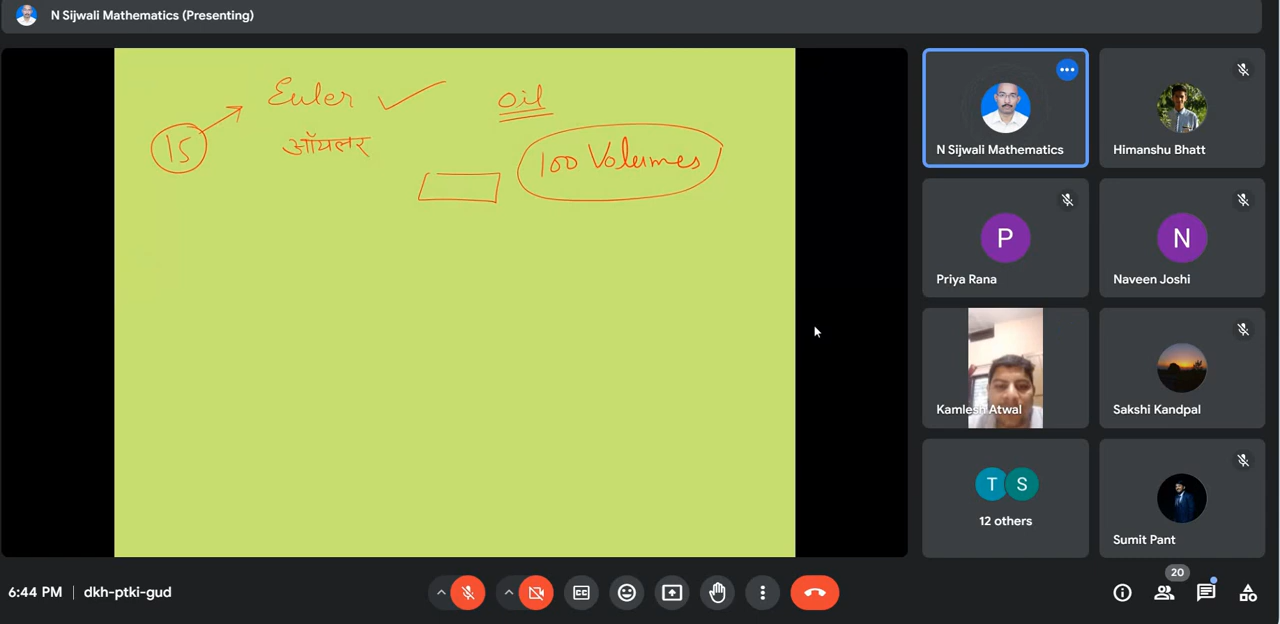 N Sijwali Mathematics (Presenting)
Euler
oil
15
ऑयलर
100 Volumes
N Sijwali Mathematics
Himanshu Bhatt
P
Priya Rana
N
Naveen Joshi
Kamlesh Atwal
Sakshi Kandpal
T S
12 others
Sumit Pant
6:44 PM | dkh-ptki-gud
CC
20